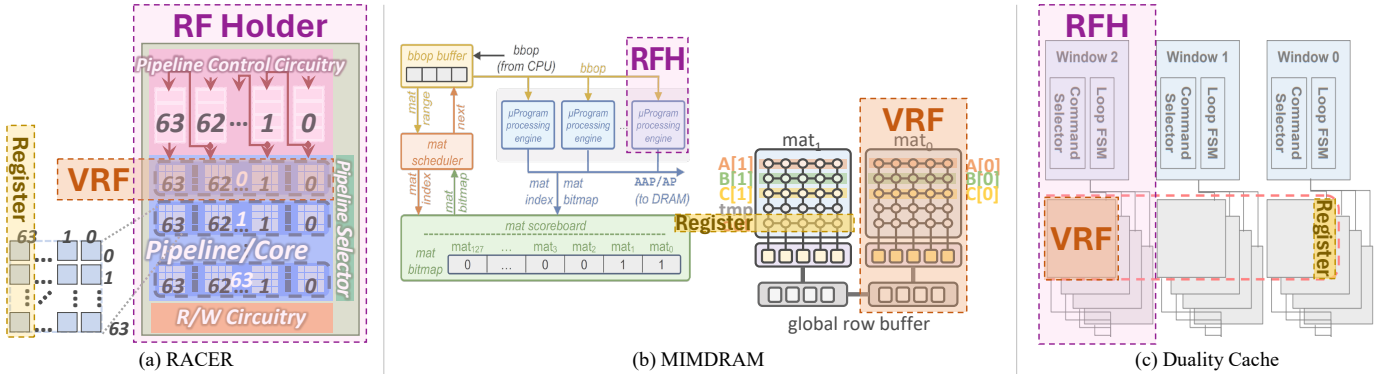 RF Holder
Pipeline Control Circuitry
63 62 ... 1 0
Register
VRF
63 62 0 1 0
63 62 1 ... 1 0
Pipeline/Core
63 62 63 ... 1 0
Pipeline Selector
R/W Circuitry
63 1 0
0
1
63
(a) RACER
bbop buffer
bbop
(from CPU)
bbop
RFH
mat range
next
μProgram processing engine
μProgram processing engine
...
μProgram processing engine
mat scheduler
mat index
mat bitmap
mat index
mat bitmap
AAP/AP
(to DRAM)
mat scoreboard
mat bitmap
mat127 ... mat3 mat2 mat1 mat0
0 ... 0 0 1 1
VRF
mat1
mat0
A[1]
B[1]
C[1]
tmp
Register
A[0]
B[0]
C[0]
global row buffer
(b) MIMDRAM
RFH
Window 2
Window 1
Window 0
Command Selector
Loop FSM
Command Selector
Loop FSM
Command Selector
Loop FSM
VRF
Register
(c) Duality Cache